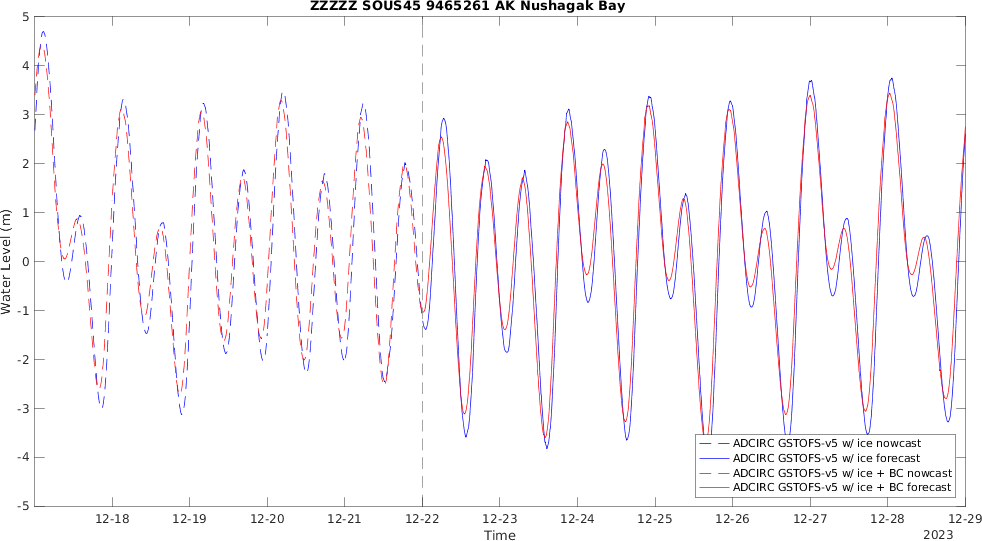 ZZZZZ SOUS45 9465261 AK Nushagak Bay
5
4
3
2
1
0
-1
-2
-3
-4
-5
Water Level (m)
ADCIRC GSTOFS-v5 w/ ice nowcast
ADCIRC GSTOFS-v5 w/ ice forecast
ADCIRC GSTOFS-v5 w/ ice + BC nowcast
ADCIRC GSTOFS-v5 w/ ice + BC forecast
12-18 12-19 12-20 12-21 12-22 12-23 12-24 12-25 12-26 12-27 12-28 12-29
Time
2023